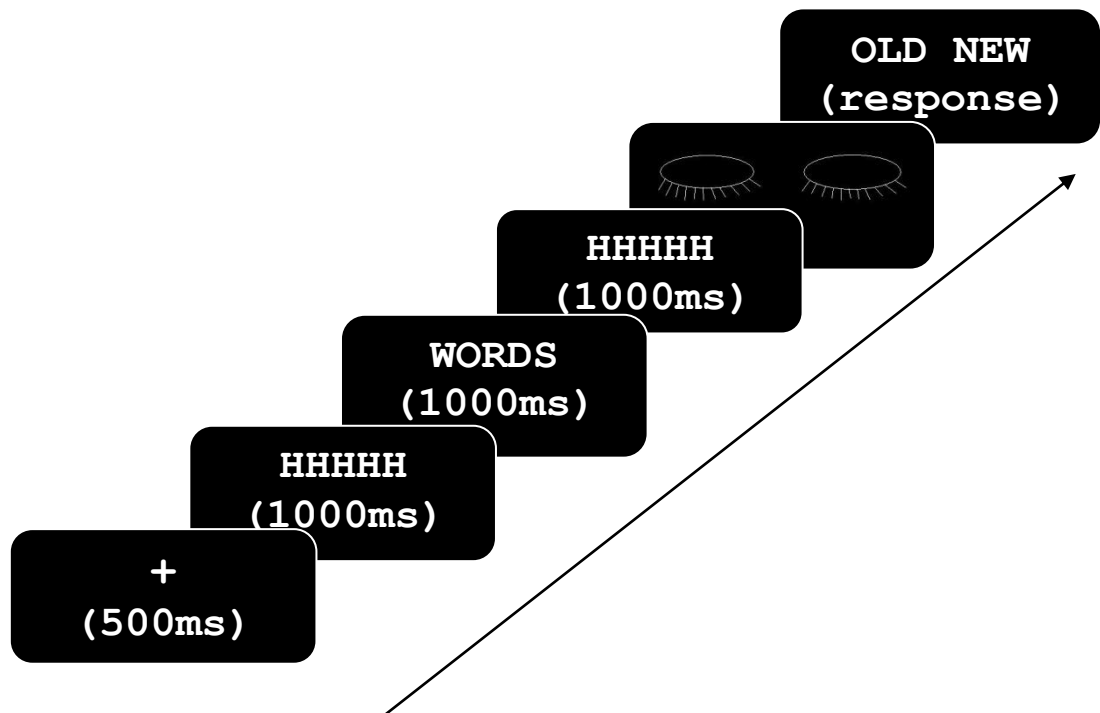 OLD NEW
(response)
HHHHH
(1000ms)
WORDS
(1000ms)
HHHHH
(1000ms)
+
(500ms)